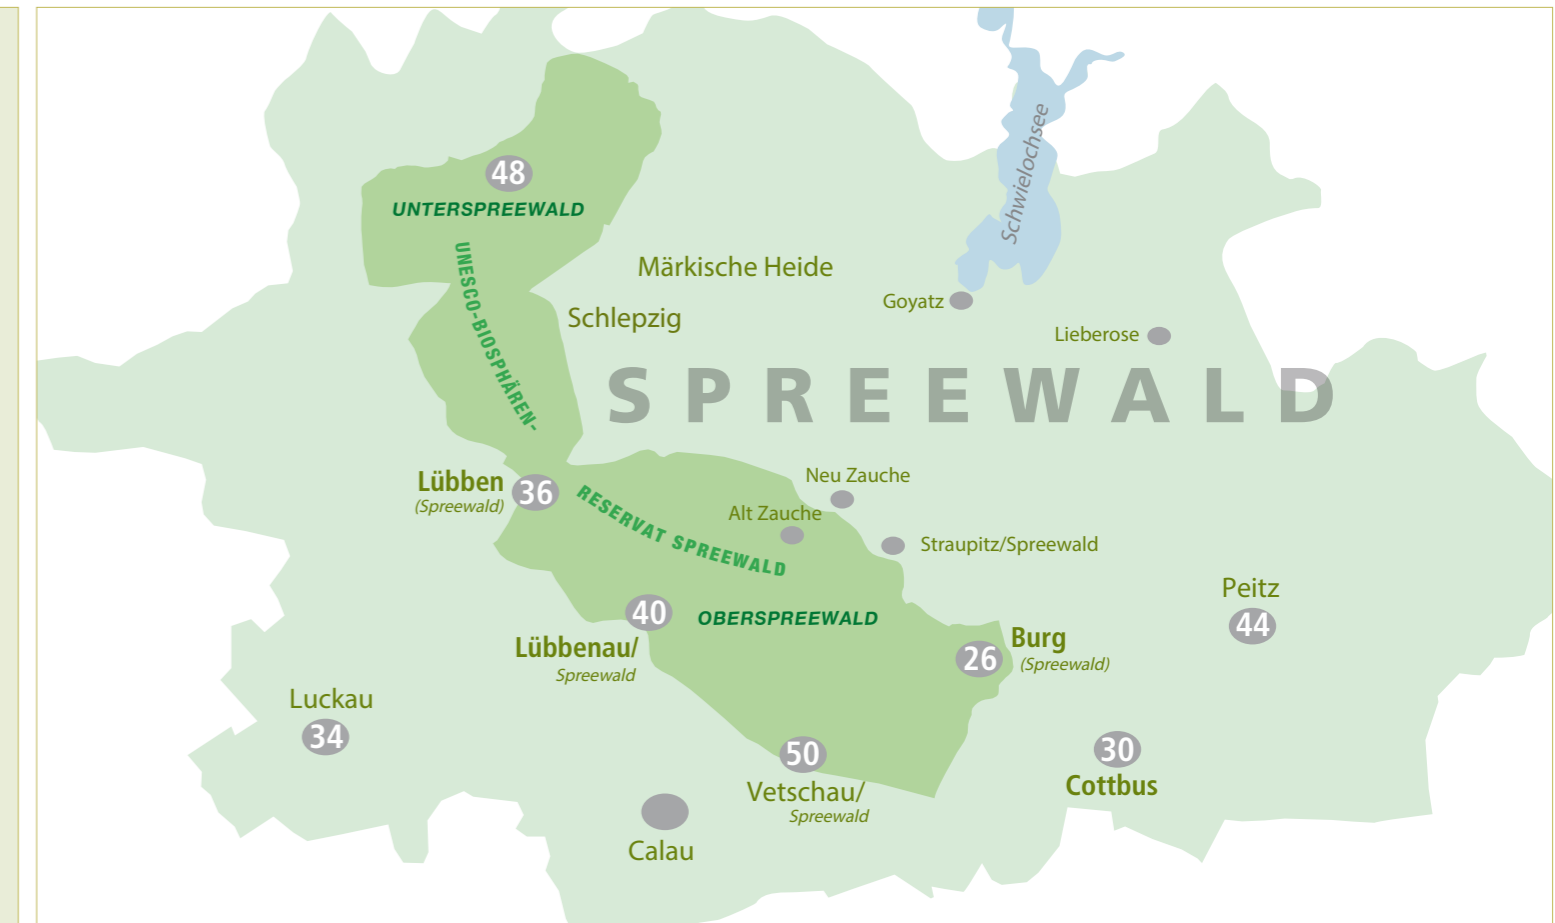 Schwielochsee
48
UNTERSPREEWALD
UNESCO-BIOSPHÄREN-
RESERVAT SPREEWALD
Märkische Heide
Schlepzig
Goyatz
Lieberose
SPREEWALD
Lübben
(Spreewald)
36
Neu Zauche
Alt Zauche
Straupitz/Spreewald
Peitz
44
40
Lübbenau/
Spreewald
OBERSPREEWALD
26
Burg
(Spreewald)
Luckau
34
50
Vetschau/
Spreewald
30
Cottbus
Calau